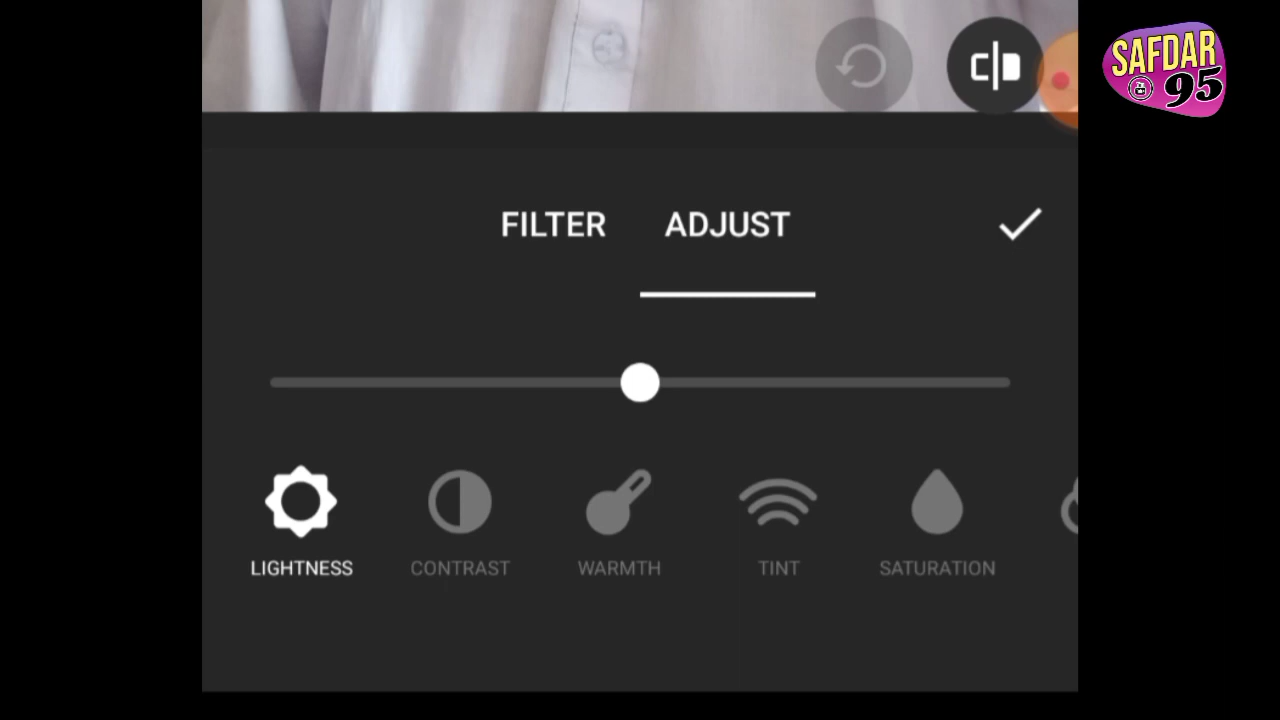 SAFDAR
95
FILTER ADJUST
LIGHTNESS CONTRAST WARMTH TINT SATURATION